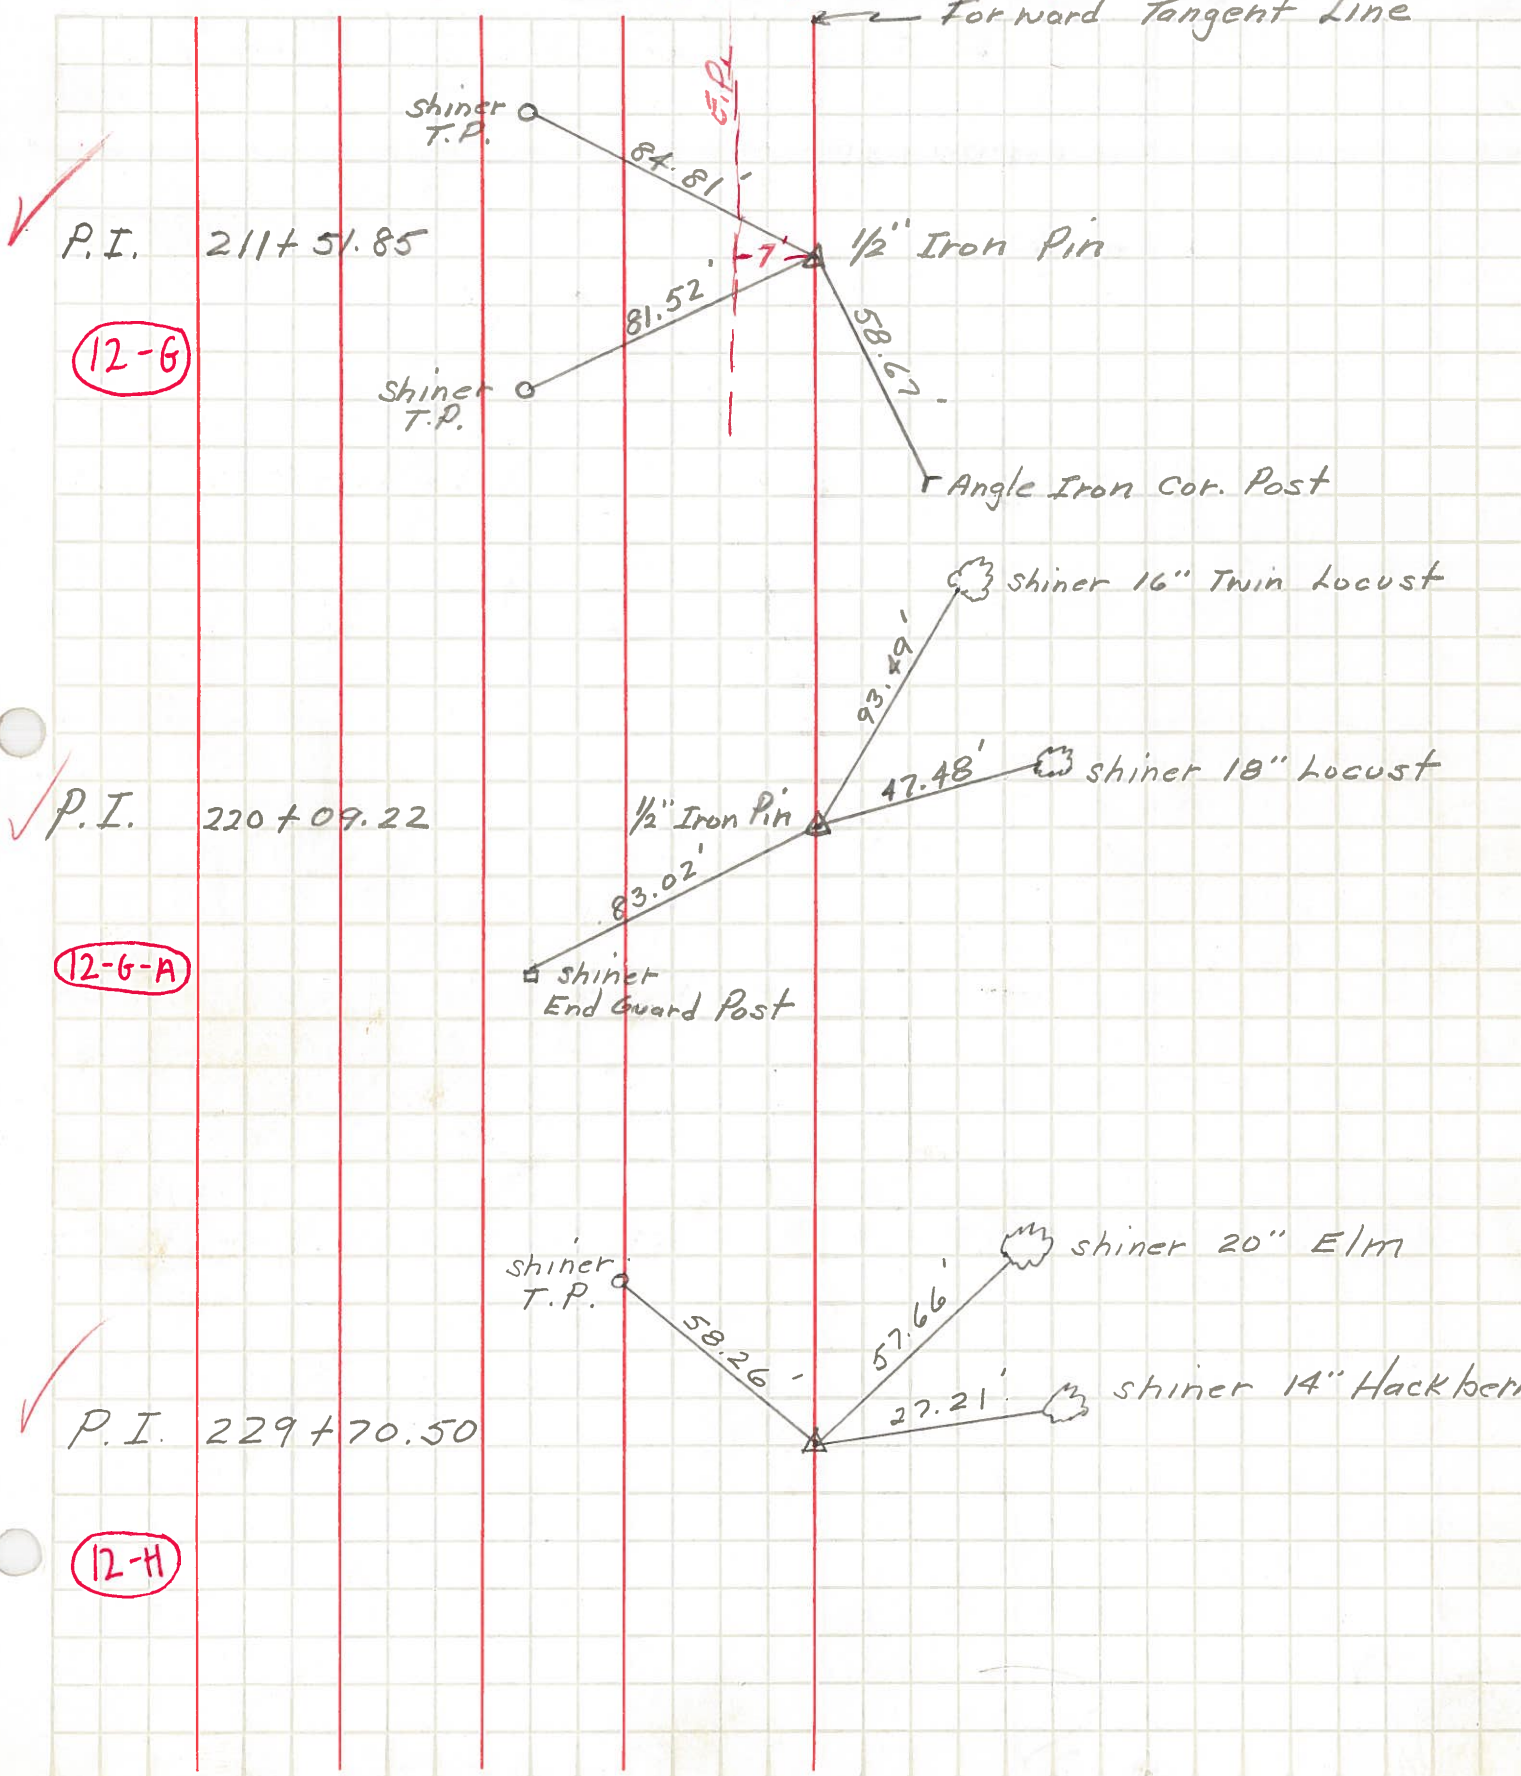 Forward Tangent Line
E.P.
shiner
T.P.
84.81'
P.I. 211+51.85
7'
1/2" Iron Pin
81.52'
12-G
58.67'
shiner
T.P.
Angle Iron Cor. Post
shiner 16" Twin Locust
93.49'
47.48'
shiner 18" Locust
P.I. 220+09.22
1/2" Iron Pin
83.02'
12-G-A
shiner
End Guard Post
shiner 20" Elm
shiner
T.P.
58.26'
57.66'
27.21'
shiner 14" Hackber
P.I. 229+70.50
12-H